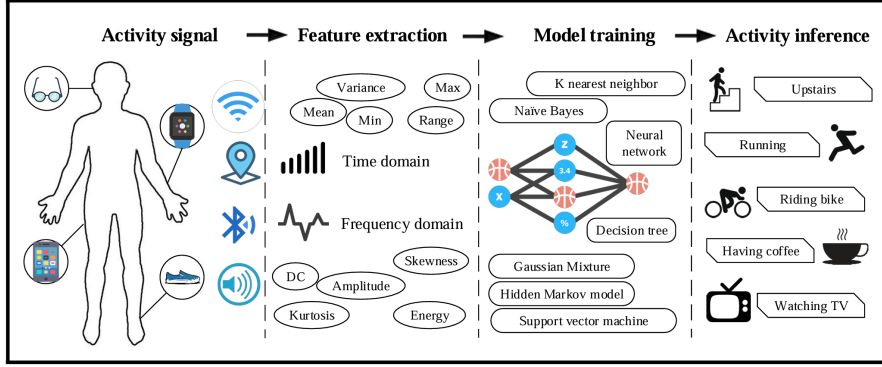 Activity signal
Feature extraction
Model training
Activity inference
Variance
Max
Mean
Min
Range
Time domain
Frequency domain
Skewness
DC
Amplitude
Kurtosis
Energy
K nearest neighbor
Naïve Bayes
Neural
network
Z
3.4
X
%
Decision tree
Gaussian Mixture
Hidden Markov model
Support vector machine
Upstairs
Running
Riding bike
Having coffee
Watching TV